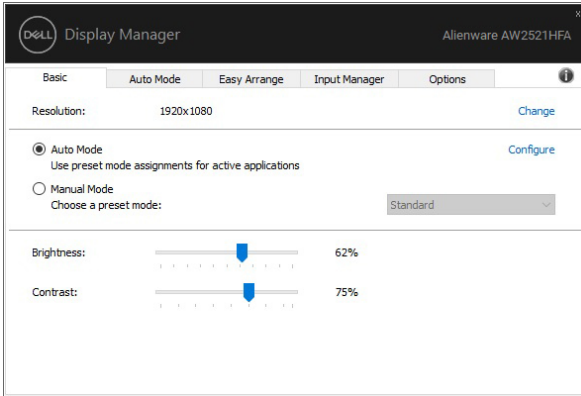 DELL Display Manager
Alienware AW2521HFA
x
Basic
Auto Mode
Easy Arrange
Input Manager
Options
i
Resolution: 1920x1080 Change
Auto Mode Configure
Use preset mode assignments for active applications
Manual Mode
Choose a preset mode: Standard
Brightness: 62%
Contrast: 75%